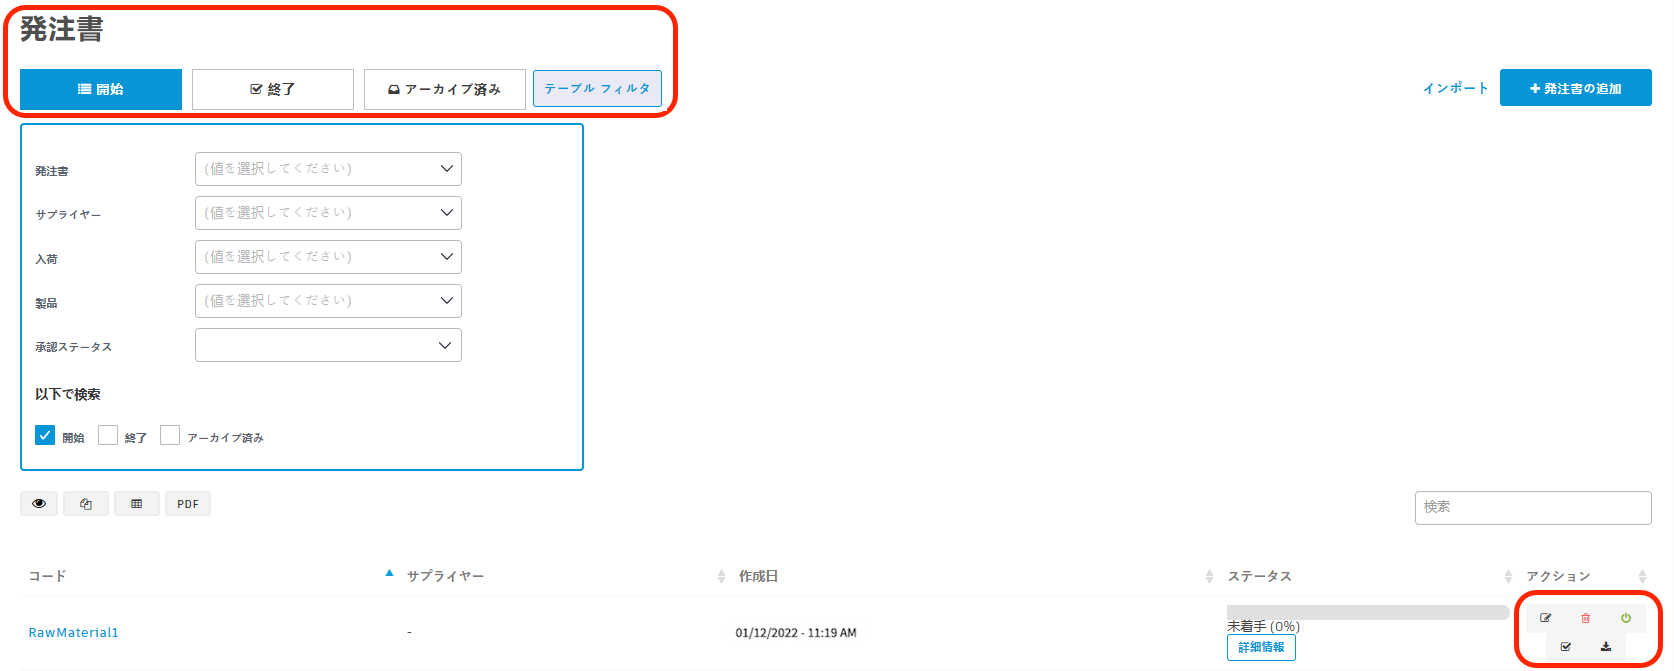 発注書
開始 終了 アーカイブ済み テーブル フィルタ インポート 発注書の追加
発注書 (値を選択してください)
サプライヤー (値を選択してください)
入荷 (値を選択してください)
製品 (値を選択してください)
承認ステータス
以下で検索
開始 終了 アーカイブ済み
PDF 検索
コード サプライヤー 作成日 ステータス アクション
RawMaterial1 - 01/12/2022 - 11:19 AM 未着手 (0%)
詳細情報